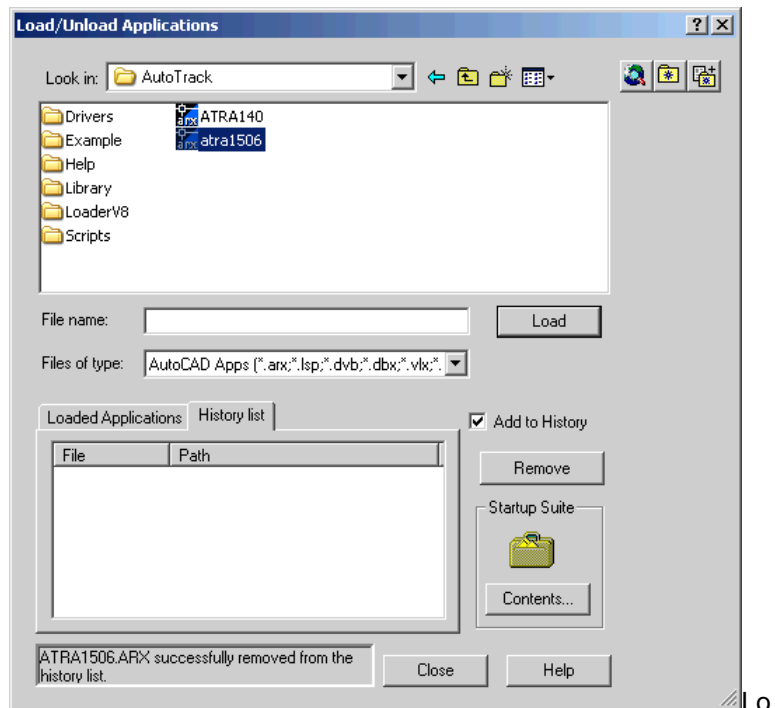 Load/Unload Applications
Look in: AutoTrack
Drivers ATRA140
Example atra1506
Help
Library
LoaderV8
Scripts
File name: Load
Files of type: AutoCAD Apps (*.arx;*.lsp;*.dvb;*.dbx;*.vlx;*.
Loaded Applications History list Add to History
File Path
Remove
Startup Suite
Contents...
ATRA1506.ARX successfully removed from the
history list.
Close Help
Lo